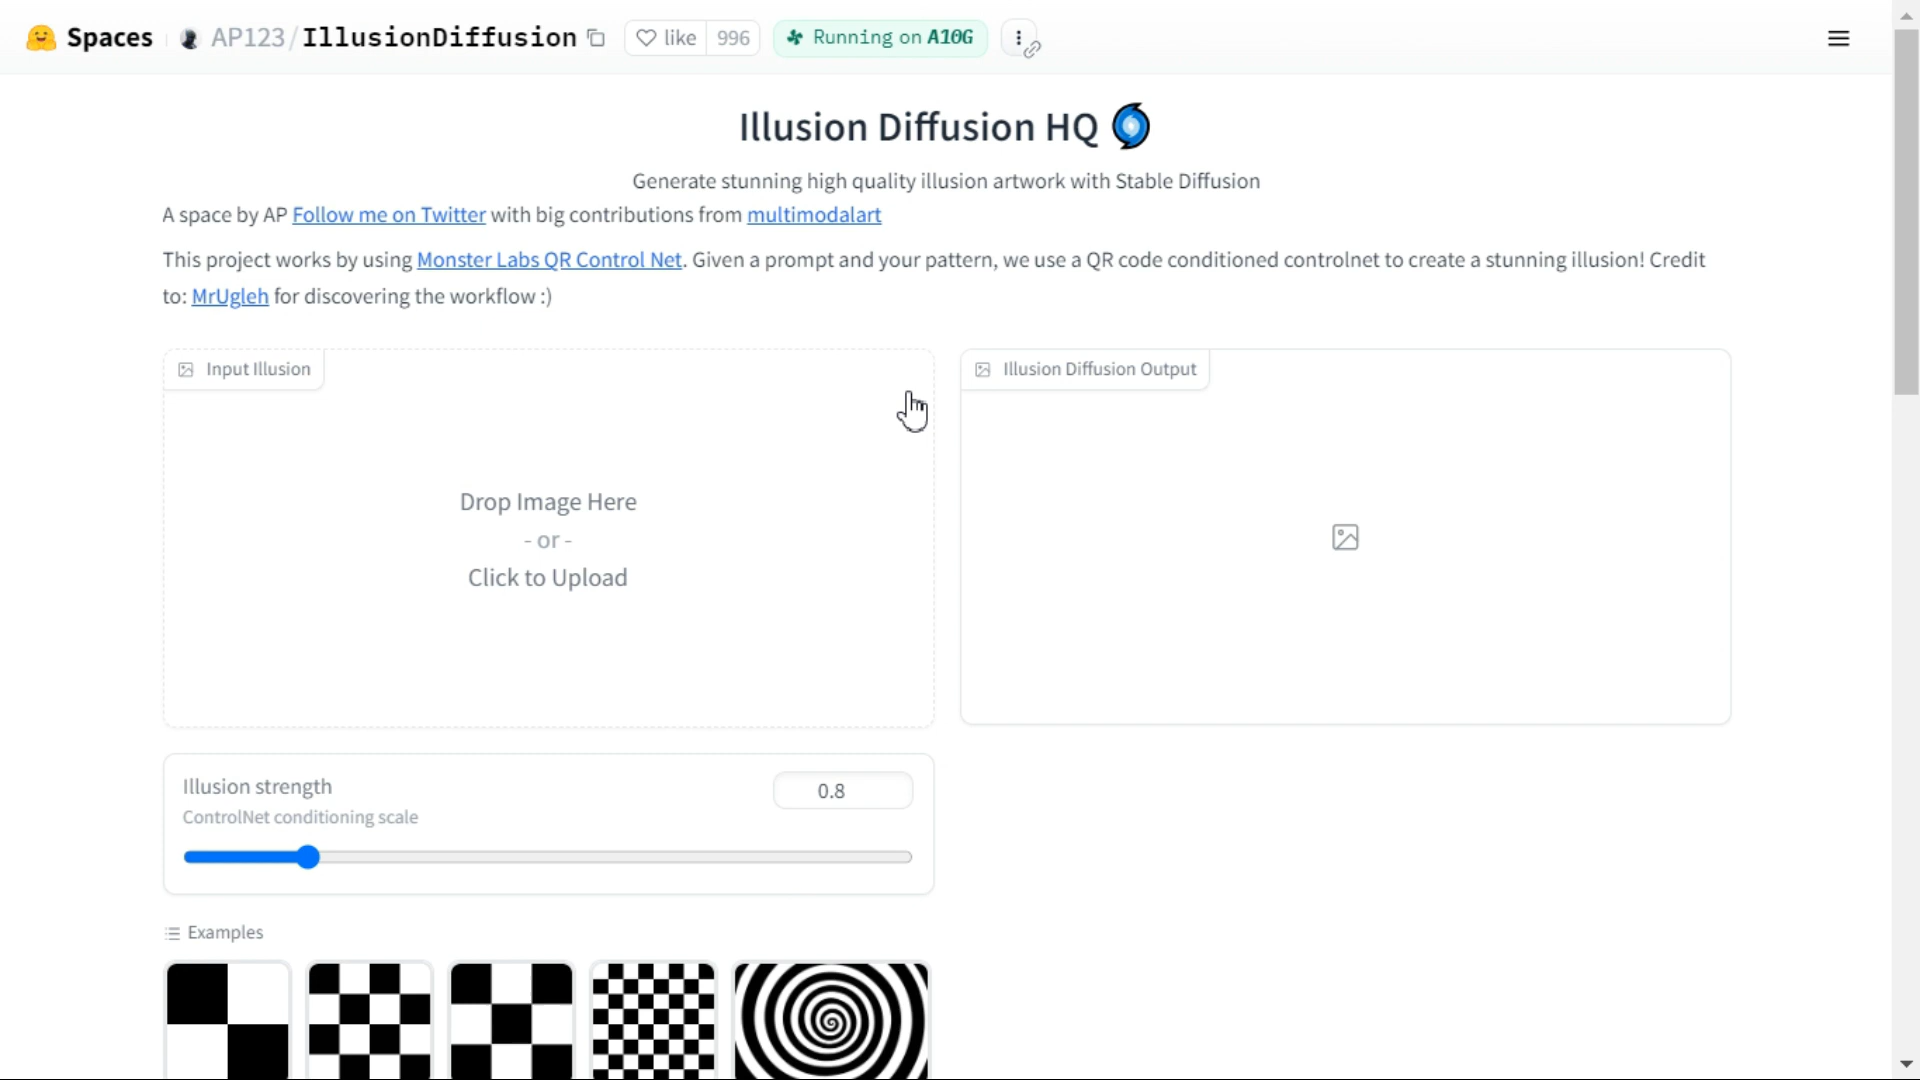 Spaces AP123/IllusionDiffusion like 996 Running on A10G
Illusion Diffusion HQ
Generate stunning high quality illusion artwork with Stable Diffusion
A space by AP Follow me on Twitter with big contributions from multimodalart
This project works by using Monster Labs QR Control Net. Given a prompt and your pattern, we use a QR code conditioned controlnet to create a stunning illusion! Credit
to: MrUgleh for discovering the workflow :)
Input Illusion
Drop Image Here
- or -
Click to Upload
Illusion Diffusion Output
Illusion strength
0.8
ControlNet conditioning scale
Examples